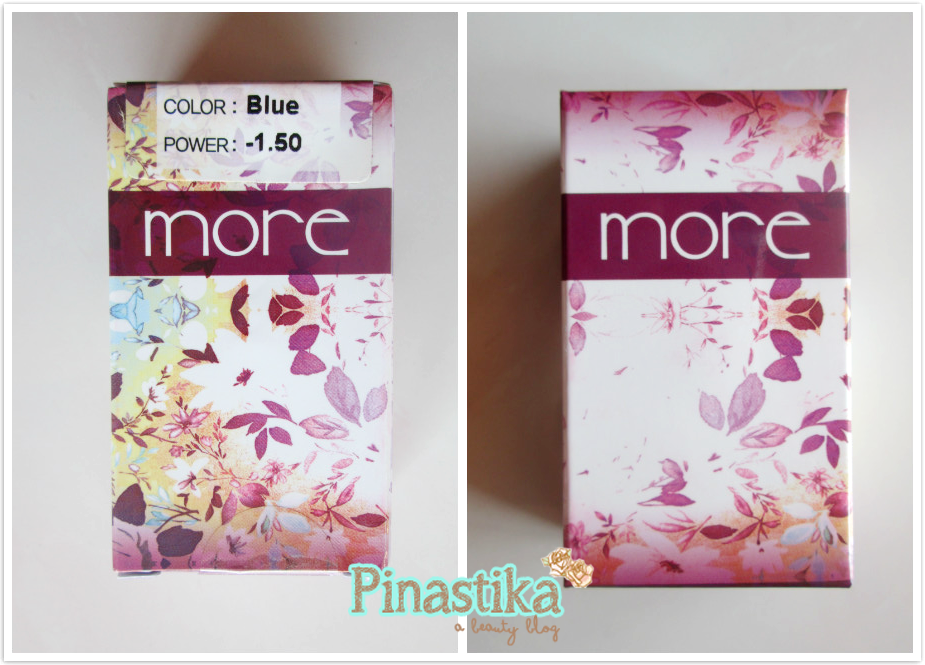 COLOR : Blue
POWER : -1.50
more
more
Pinastika
a beauty blog